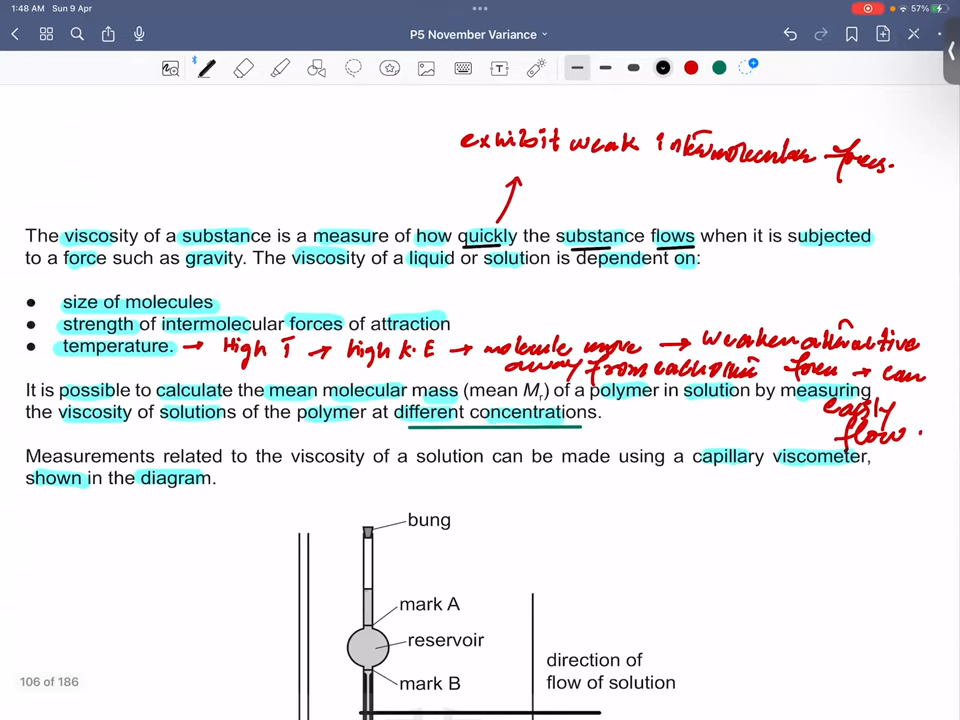 1:48 AM Sun 9 Apr
57%
P5 November Variance
exhibit weak intermolecular forces.
The viscosity of a substance is a measure of how quickly the substance flows when it is subjected
to a force such as gravity. The viscosity of a liquid or solution is dependent on:
• size of molecules
• strength of intermolecular forces of attraction
• temperature. → High T → high K.E → molecule move → weaken attractive
away from each other force → can
easily
flow.
It is possible to calculate the mean molecular mass (mean Mr) of a polymer in solution by measuring
the viscosity of solutions of the polymer at different concentrations.
Measurements related to the viscosity of a solution can be made using a capillary viscometer,
shown in the diagram.
bung
mark A
reservoir
mark B
direction of
flow of solution
106 of 186